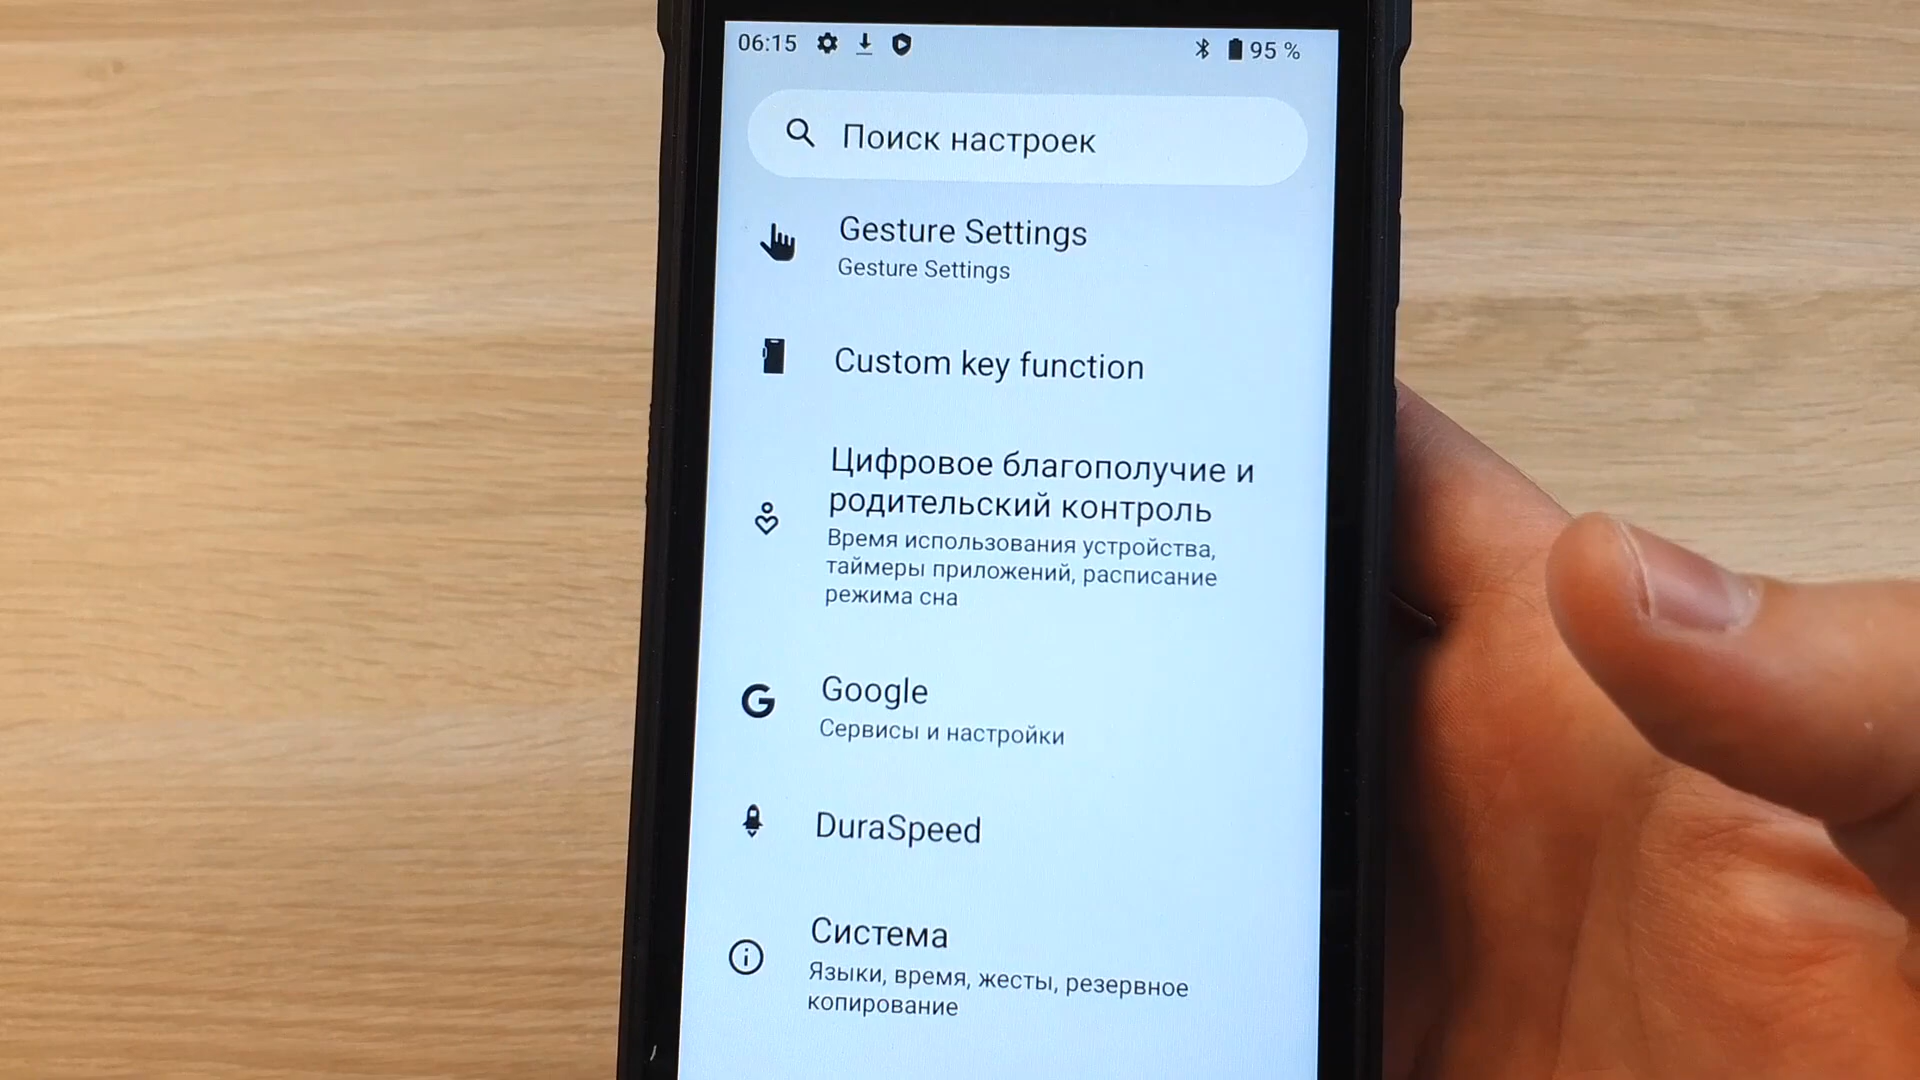 06:15
95 %
Поиск настроек
Gesture Settings
Gesture Settings
Custom key function
Цифровое благополучие и
родительский контроль
Время использования устройства,
таймеры приложений, расписание
режима сна
Google
Сервисы и настройки
DuraSpeed
Система
Языки, время, жесты, резервное
копирование